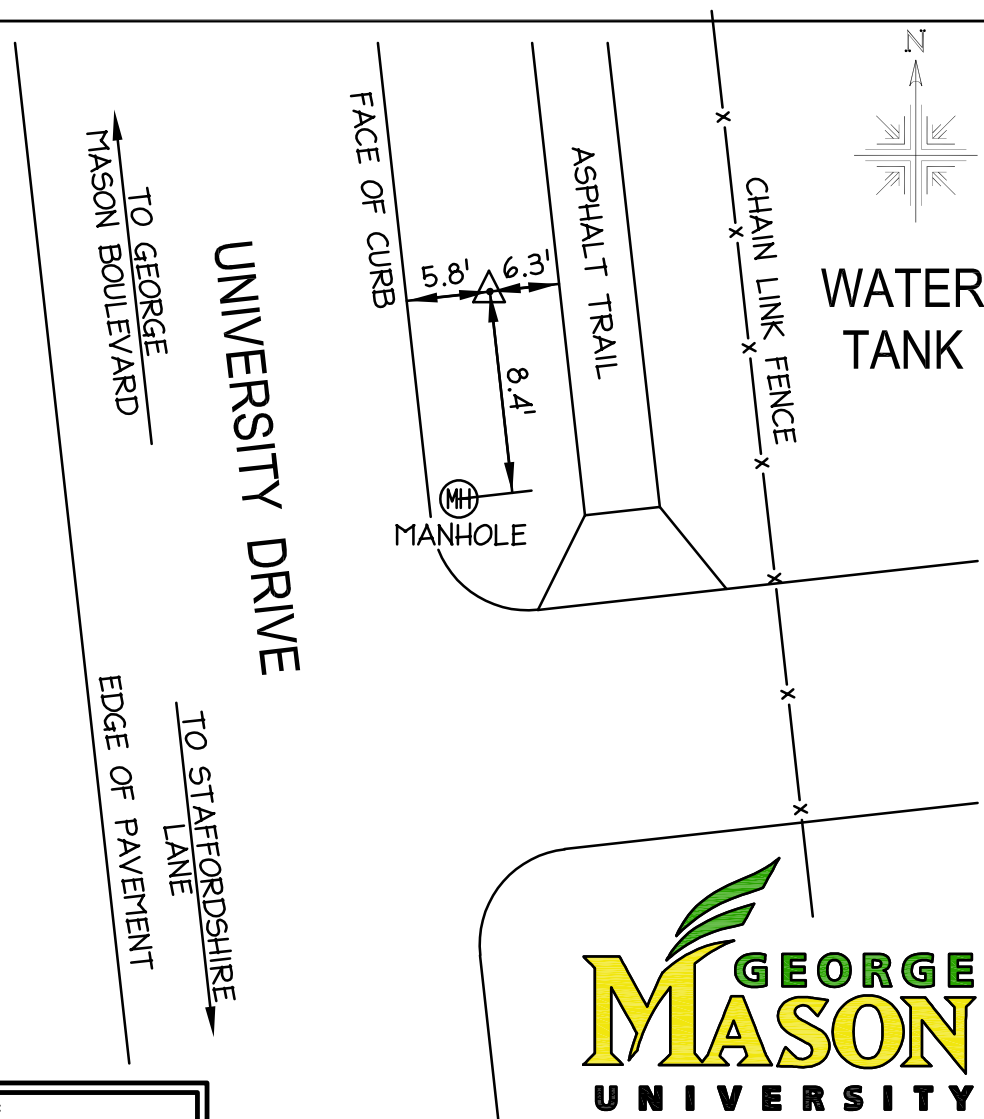 N
FACE OF CURB
ASPHALT TRAIL
CHAIN LINK FENCE
TO GEORGE
MASON BOULEVARD
UNIVERSITY DRIVE
5.8'
6.3'
8.4'
WATER
TANK
MH
MANHOLE
EDGE OF PAVEMENT
TO STAFFORDSHIRE
LANE
GEORGE
MASON
UNIVERSITY